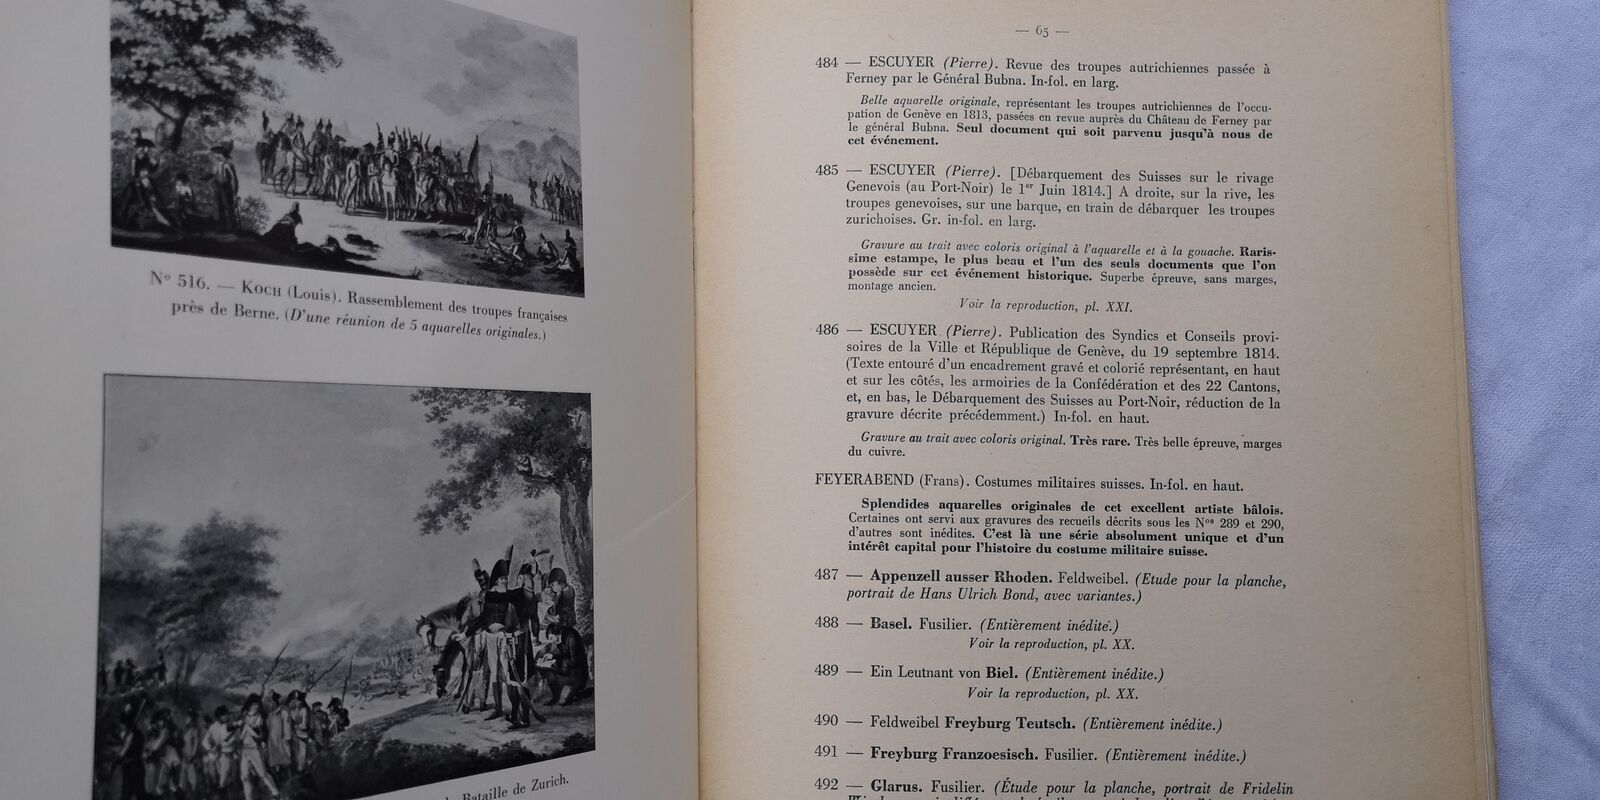 N° 516. — KOCH (Louis). Rassemblement des troupes françaises
près de Berne. (D'une réunion de 5 aquarelles originales.)
Bataille de Zurich.
— 65 —
484 — ESCUYER (Pierre). Revue des troupes autrichiennes passée à
Ferney par le Général Bubna. In-fol. en larg.
Belle aquarelle originale, représentant les troupes autrichiennes de l'occu-
pation de Genève en 1813, passées en revue auprès du Château de Ferney par
le général Bubna. Seul document qui soit parvenu jusqu'à nous de
cet événement.
485 — ESCUYER (Pierre). [Débarquement des Suisses sur le rivage
Genevois (au Port-Noir) le 1er Juin 1814.] A droite, sur la rive, les
troupes genevoises, sur une barque, en train de débarquer les troupes
zurichoises. Gr. in-fol. en larg.
Gravure au trait avec coloris original à l'aquarelle et à la gouache. Raris-
sime estampe, le plus beau et l'un des seuls documents que l'on
possède sur cet événement historique. Superbe épreuve, sans marges,
montage ancien.
Voir la reproduction, pl. XXI.
486 — ESCUYER (Pierre). Publication des Syndics et Conseils provi-
soires de la Ville et République de Genève, du 19 septembre 1814.
(Texte entouré d'un encadrement gravé et colorié représentant, en haut
et sur les côtés, les armoiries de la Confédération et des 22 Cantons,
et, en bas, le Débarquement des Suisses au Port-Noir, réduction de la
gravure décrite précédemment.) In-fol. en haut.
Gravure au trait avec coloris original. Très rare. Très belle épreuve, marges
du cuivre.
FEYERABEND (Frans). Costumes militaires suisses. In-fol. en haut.
Splendides aquarelles originales de cet excellent artiste bâlois.
Certaines ont servi aux gravures des recueils décrits sous les Nos 289 et 290,
d'autres sont inédites. C'est là une série absolument unique et d'un
intérêt capital pour l'histoire du costume militaire suisse.
487 — Appenzell ausser Rhoden. Feldweibel. (Etude pour la planche,
portrait de Hans Ulrich Bond, avec variantes.)
488 — Basel. Fusilier. (Entièrement inédite.)
Voir la reproduction, pl. XX.
489 — Ein Leutnant von Biel. (Entièrement inédite.)
Voir la reproduction, pl. XX.
490 — Feldweibel Freyburg Teutsch. (Entièrement inédite.)
491 — Freyburg Franzoesisch. Fusilier. (Entièrement inédite.)
492 — Glarus. Fusilier. (Étude pour la planche, portrait de Fridelin